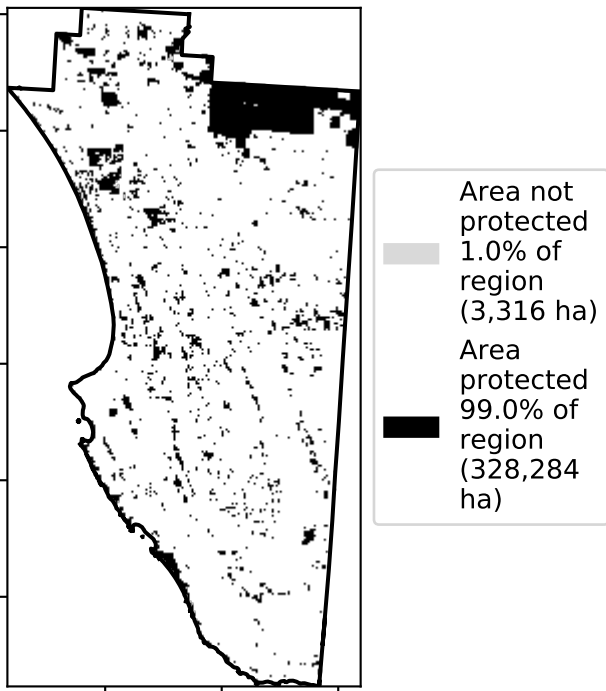 Area not
protected
1.0% of
region
(3,316 ha)
Area
protected
99.0% of
region
(328,284
ha)